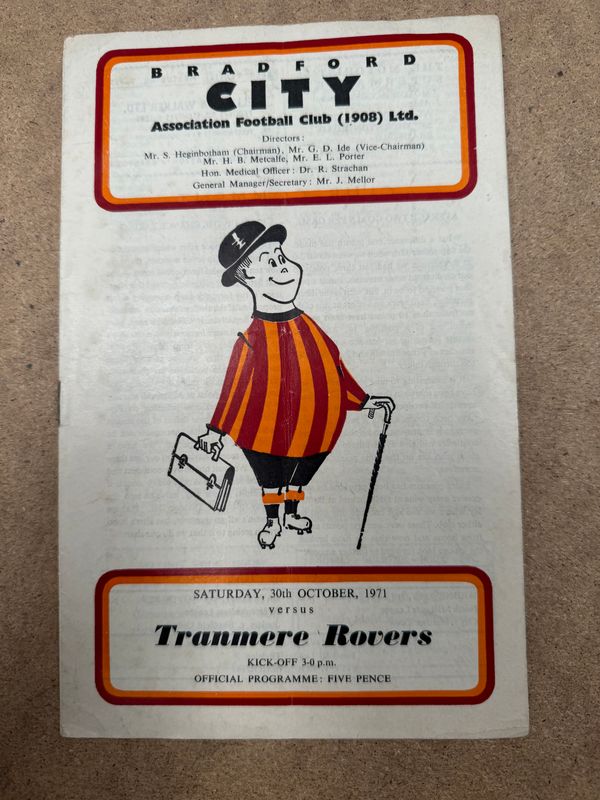 BRADFORD
CITY
Association Football Club (1908) Ltd.
Directors:
Mr. S. Heginbotham (Chairman), Mr. G. D. Ide (Vice-Chairman)
Mr. H. B. Metcalfe, Mr. E. L. Porter
Hon. Medical Officer: Dr. R. Strachan
General Manager/Secretary: Mr. J. Mellor
SATURDAY, 30th OCTOBER, 1971
versus
Tranmere Rovers
KICK-OFF 3-0 p.m.
OFFICIAL PROGRAMME: FIVE PENCE